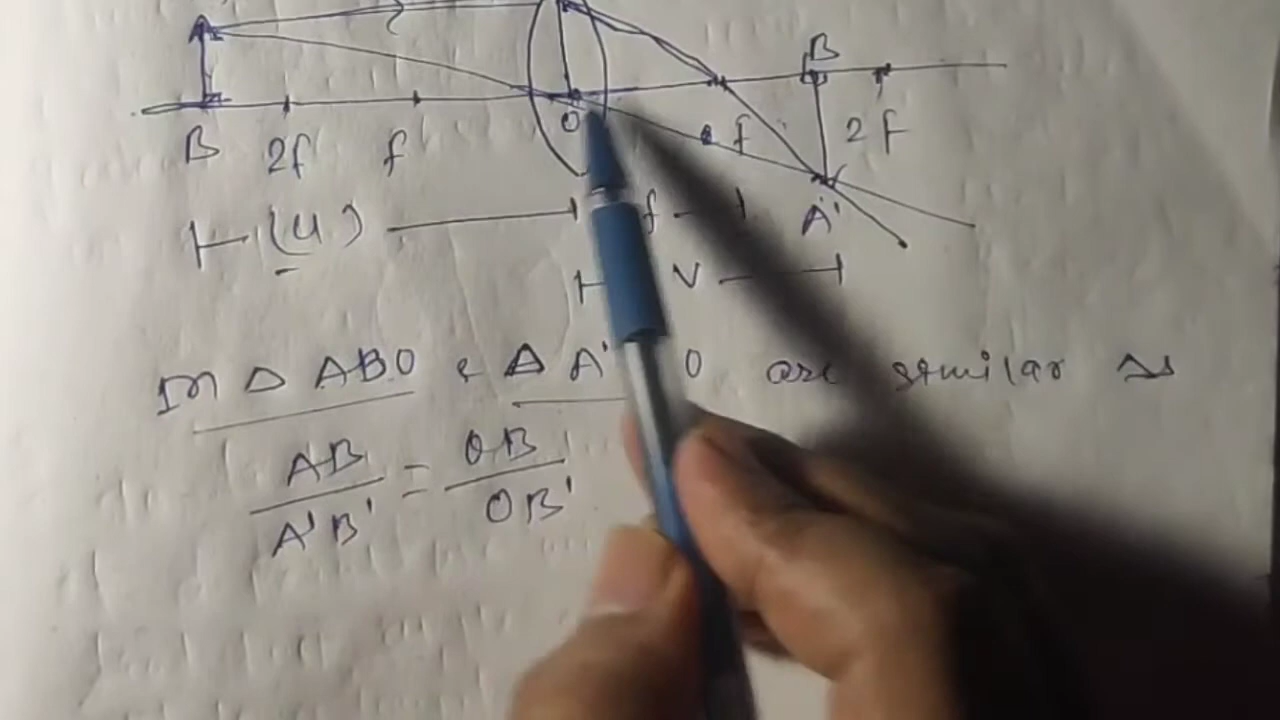 A
B
B 2f f O f 2F
(u) f A'
V
In △ ABO & △ A' O are similar △s
AB / A'B' = OB / OB'